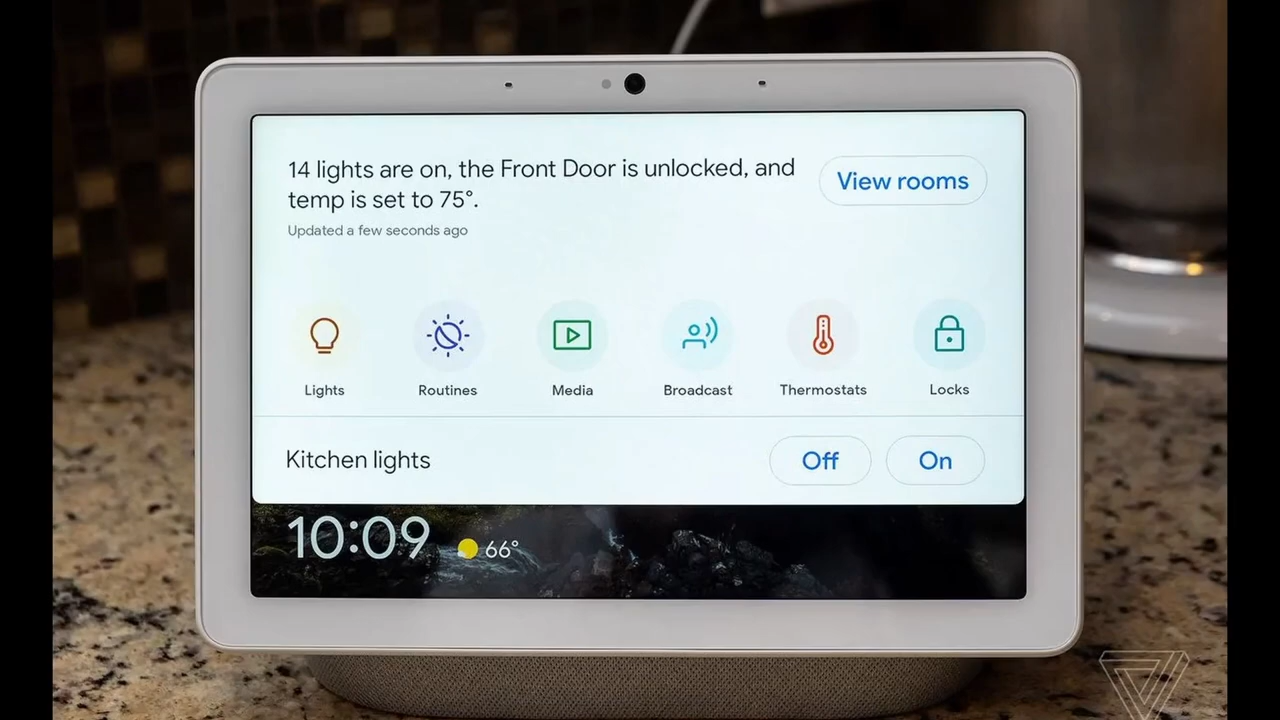 14 lights are on, the Front Door is unlocked, and
temp is set to 75°.
View rooms
Updated a few seconds ago
Lights
Routines
Media
Broadcast
Thermostats
Locks
Kitchen lights
Off
On
10:09
66°